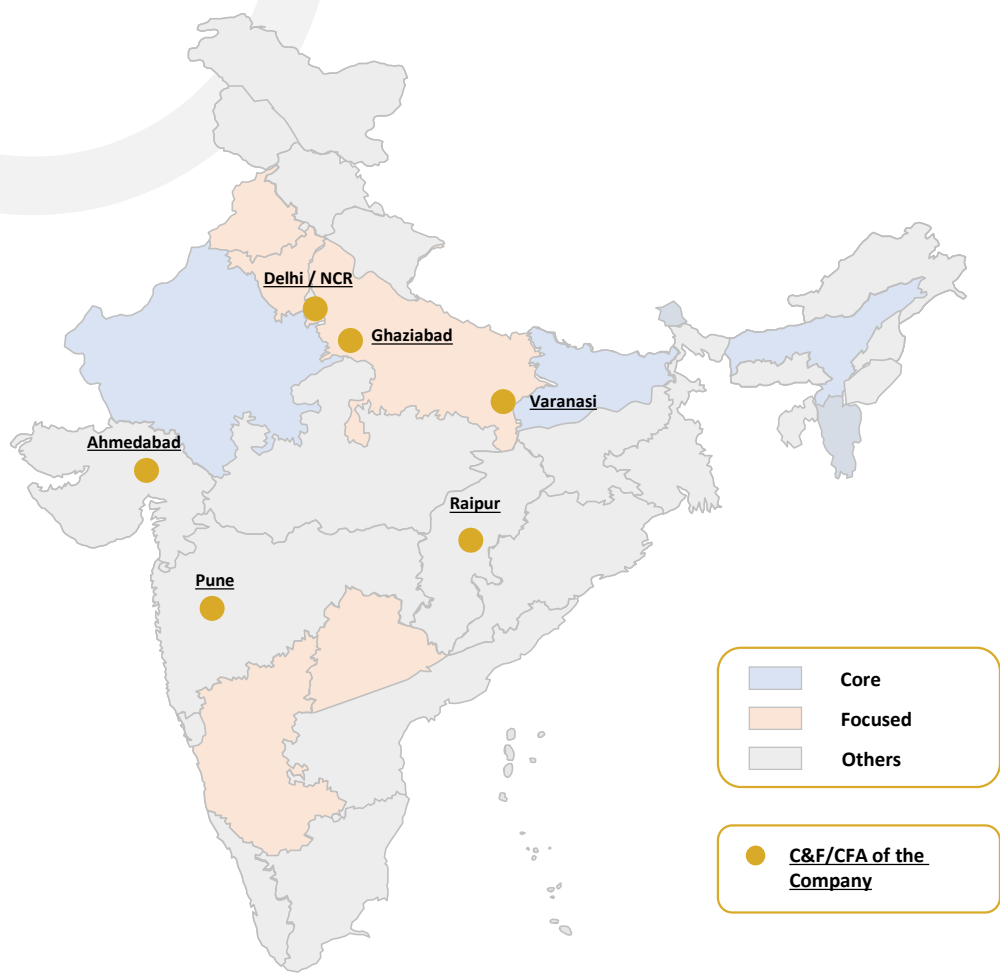 Delhi / NCR
Ghaziabad
Varanasi
Ahmedabad
Raipur
Pune
Core
Focused
Others
C&F/CFA of the
Company